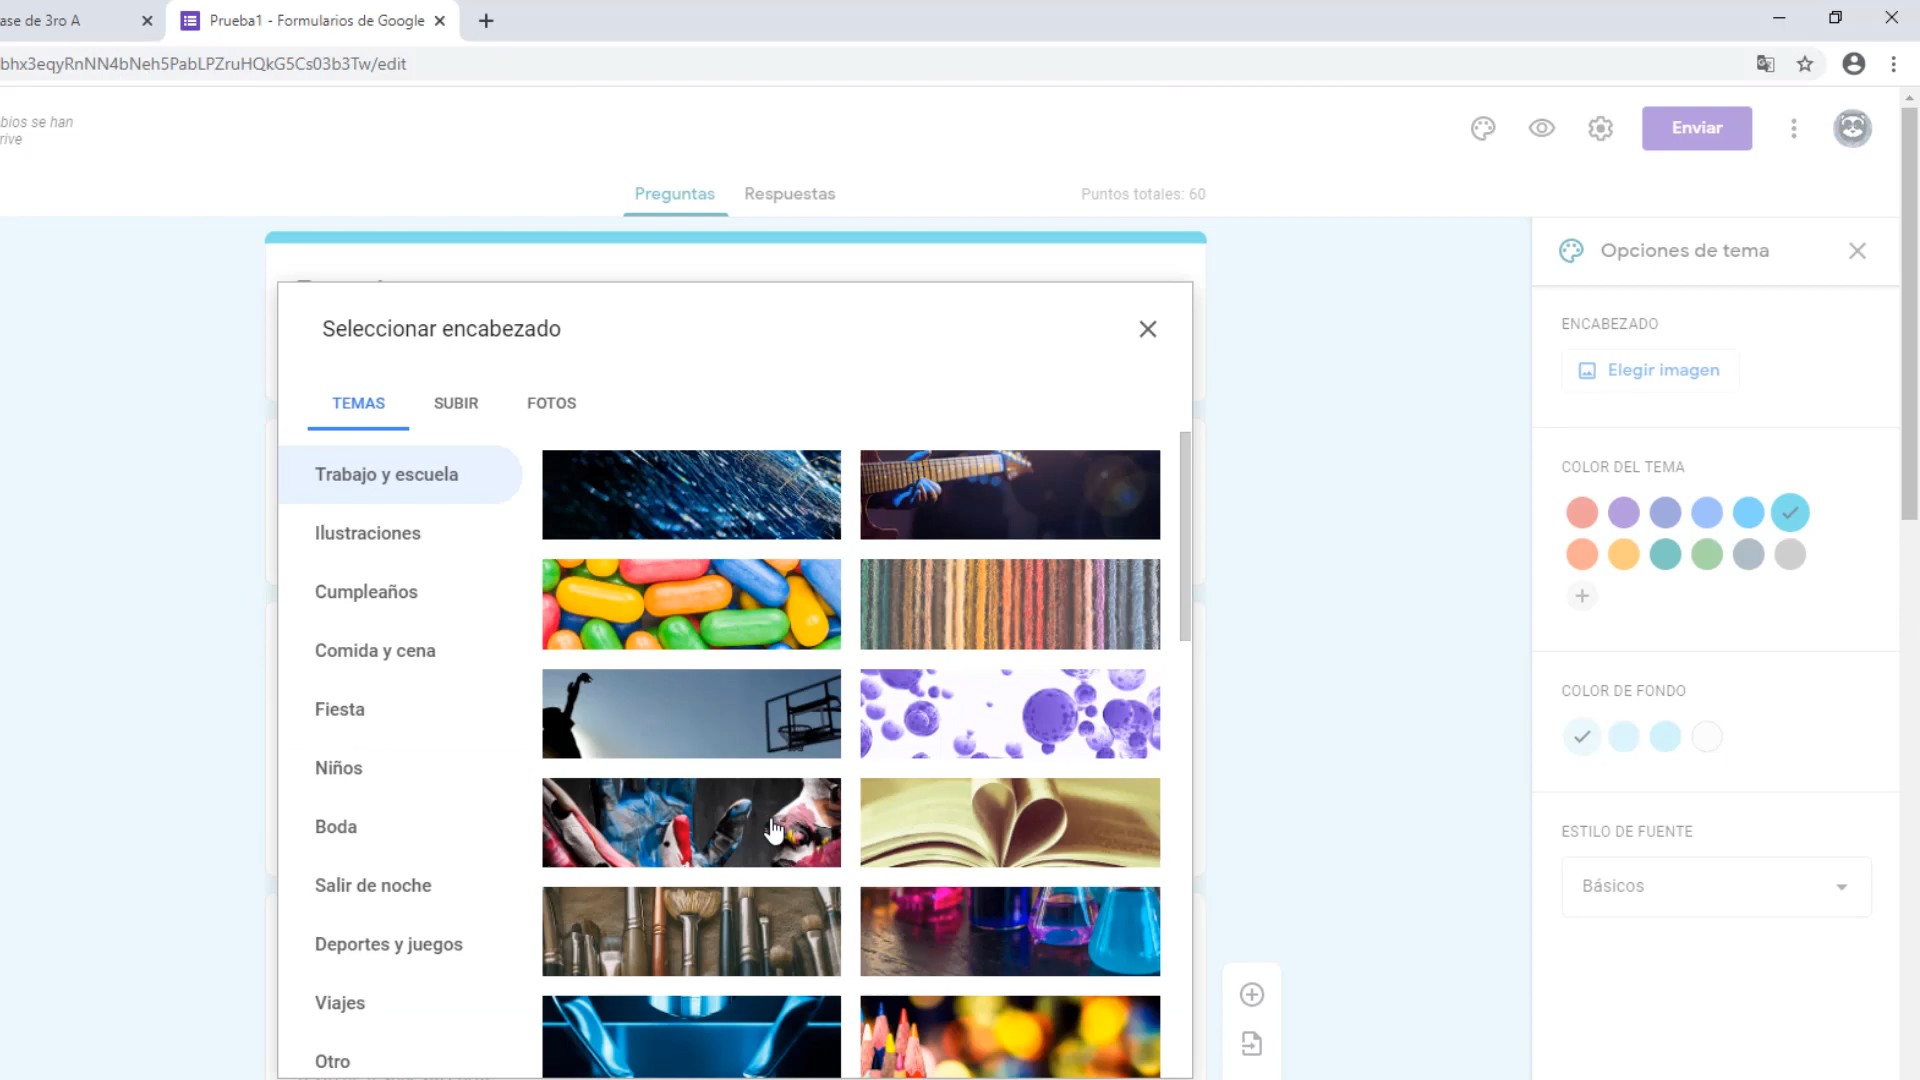 ase de 3ro A
Prueba1 - Formularios de Google
bhx3eqyRnNN4bNeh5PabLPZruHQkG5Cs03b3Tw/edit
bios se han
rive
Enviar
Preguntas
Respuestas
Puntos totales: 60
Opciones de tema
ENCABEZADO
Elegir imagen
COLOR DEL TEMA
COLOR DE FONDO
ESTILO DE FUENTE
Básicos
Seleccionar encabezado
TEMAS
SUBIR
FOTOS
Trabajo y escuela
Ilustraciones
Cumpleaños
Comida y cena
Fiesta
Niños
Boda
Salir de noche
Deportes y juegos
Viajes
Otro